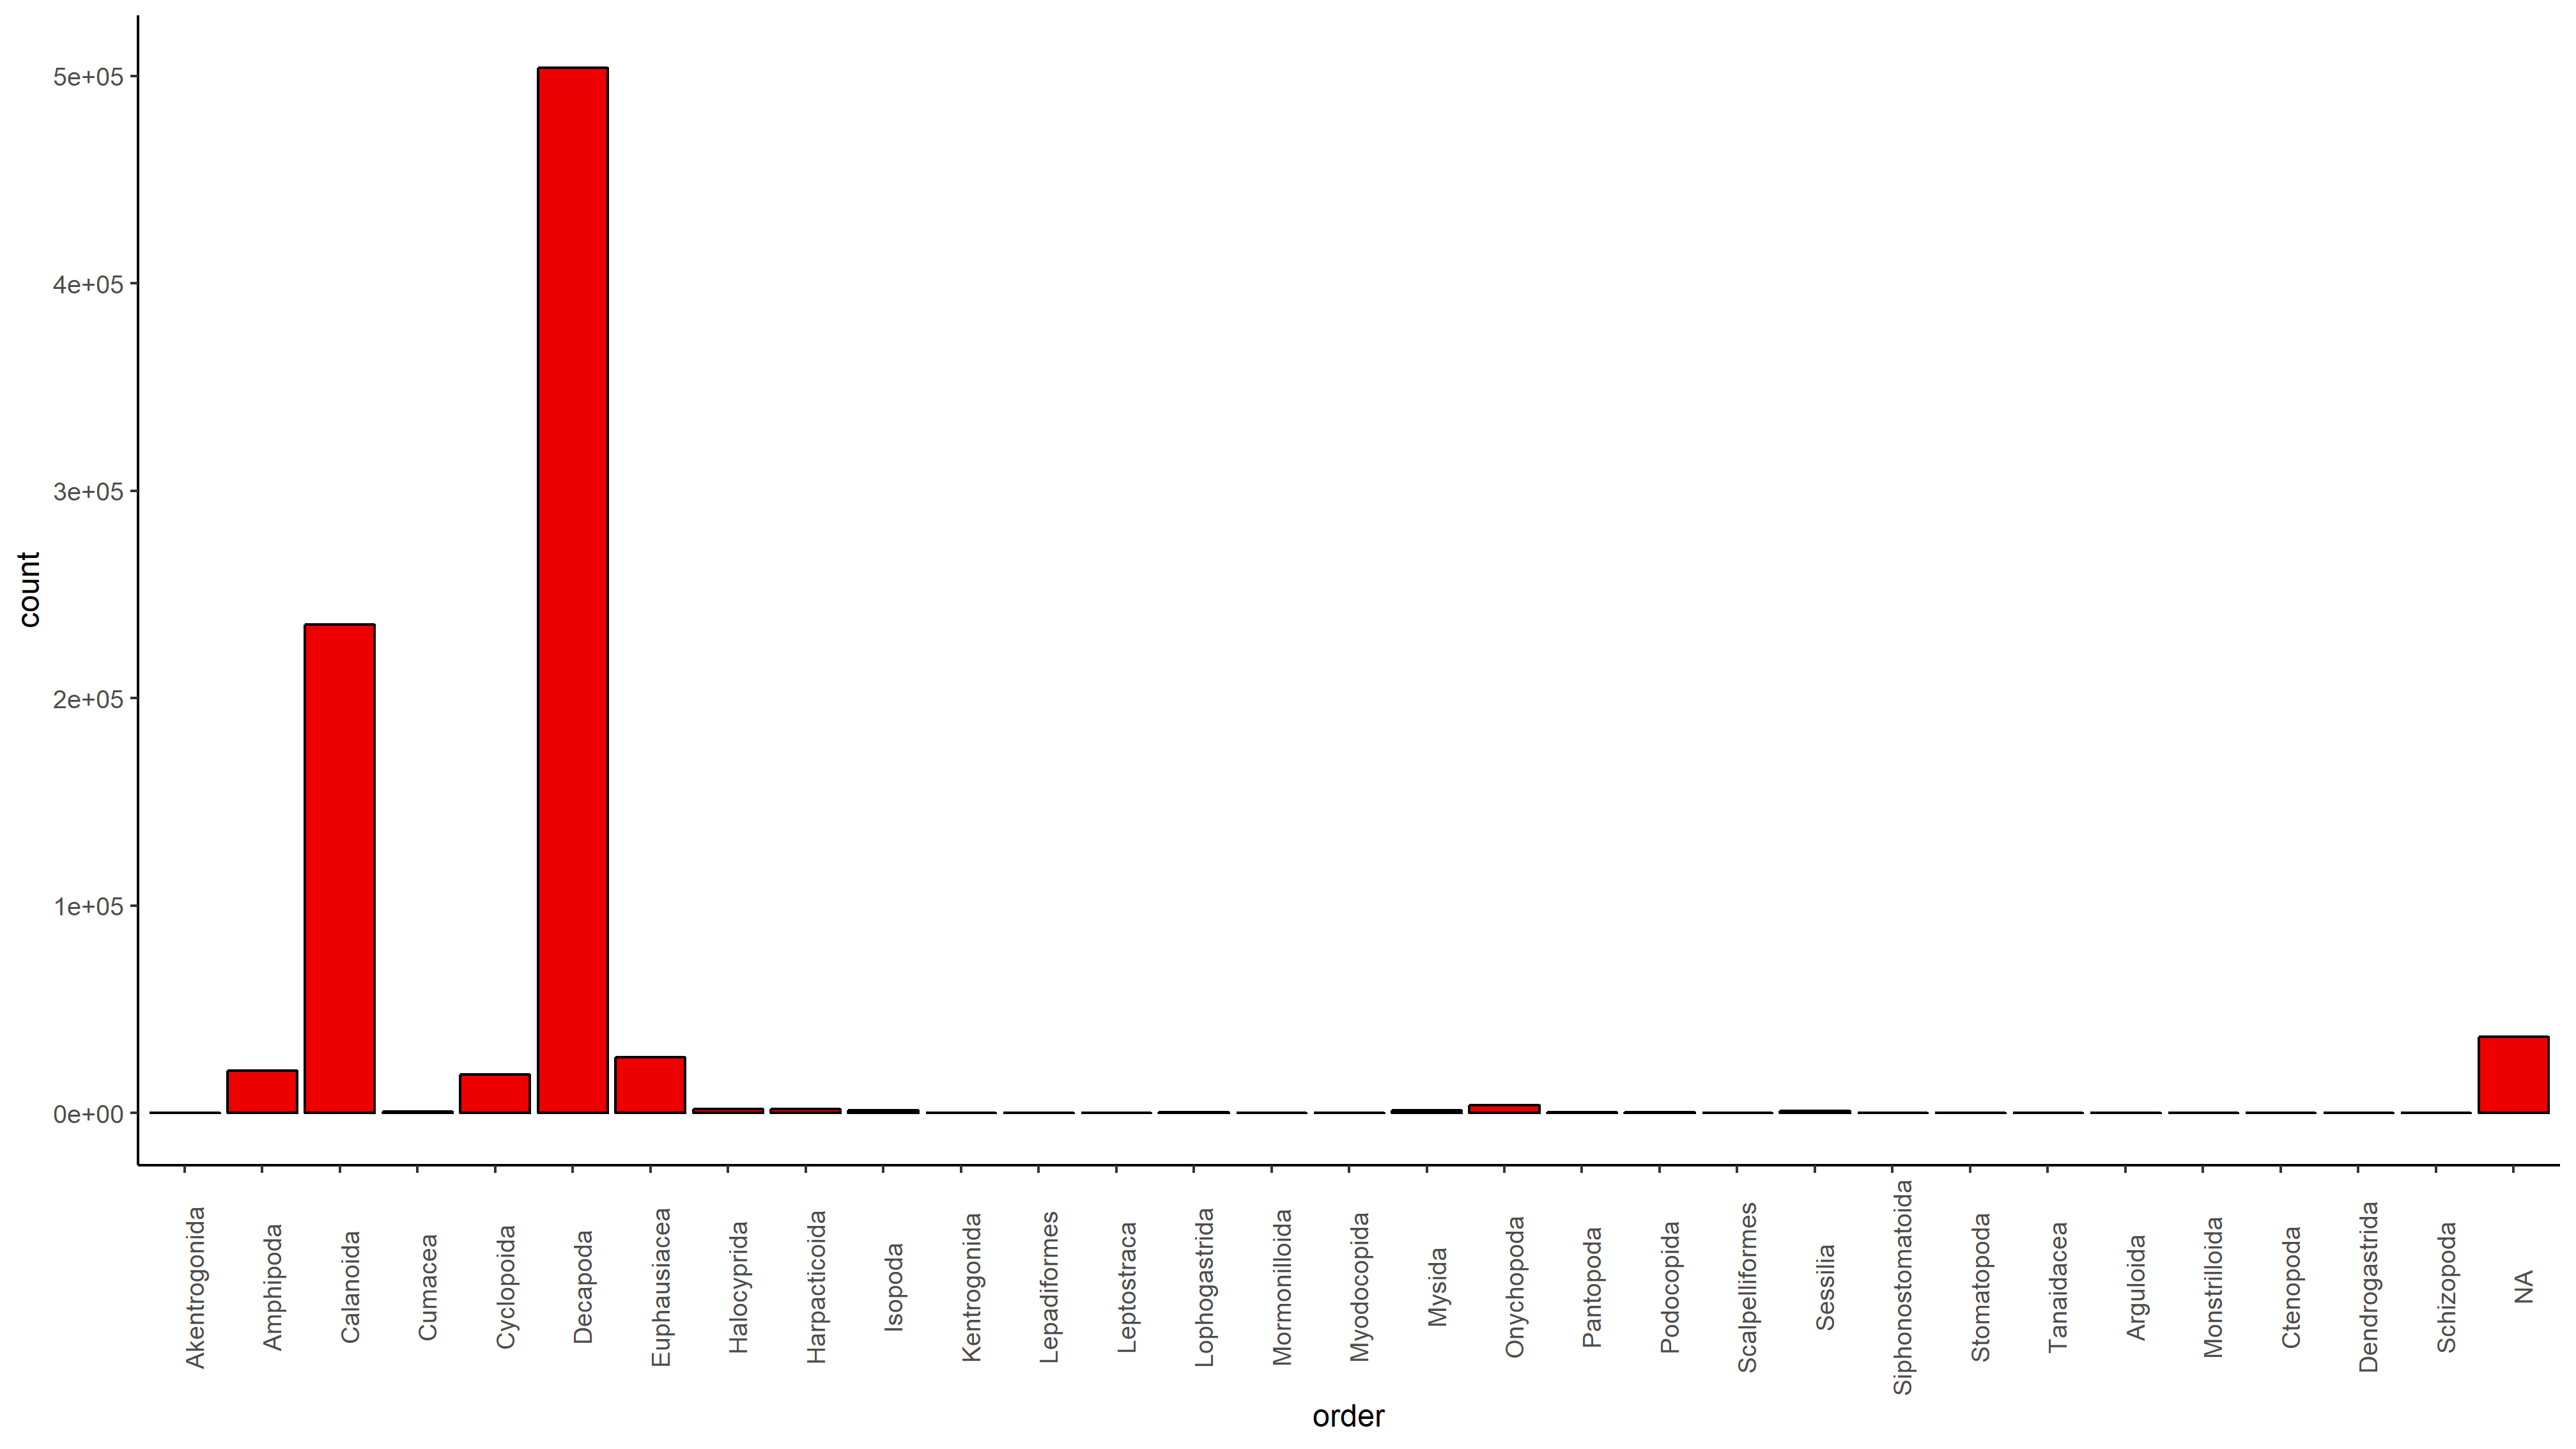 5e+05
4e+05
3e+05
2e+05
1e+05
0e+00
count
Akentrogonida
Amphipoda
Calanoida
Cumacea
Cyclopoida
Decapoda
Euphausiacea
Halocyprida
Harpacticoida
Isopoda
Kentrogonida
Lepadiformes
Leptostraca
Lophogastrida
Mormonilloida
Myodocopida
Mysida
Onychopoda
Pantopoda
Podocopida
Scalpelliformes
Sessilia
Siphonostomatoida
Stomatopoda
Tanaidacea
Arguloida
Monstrilloida
Ctenopoda
Dendrogastrida
Schizopoda
NA
order